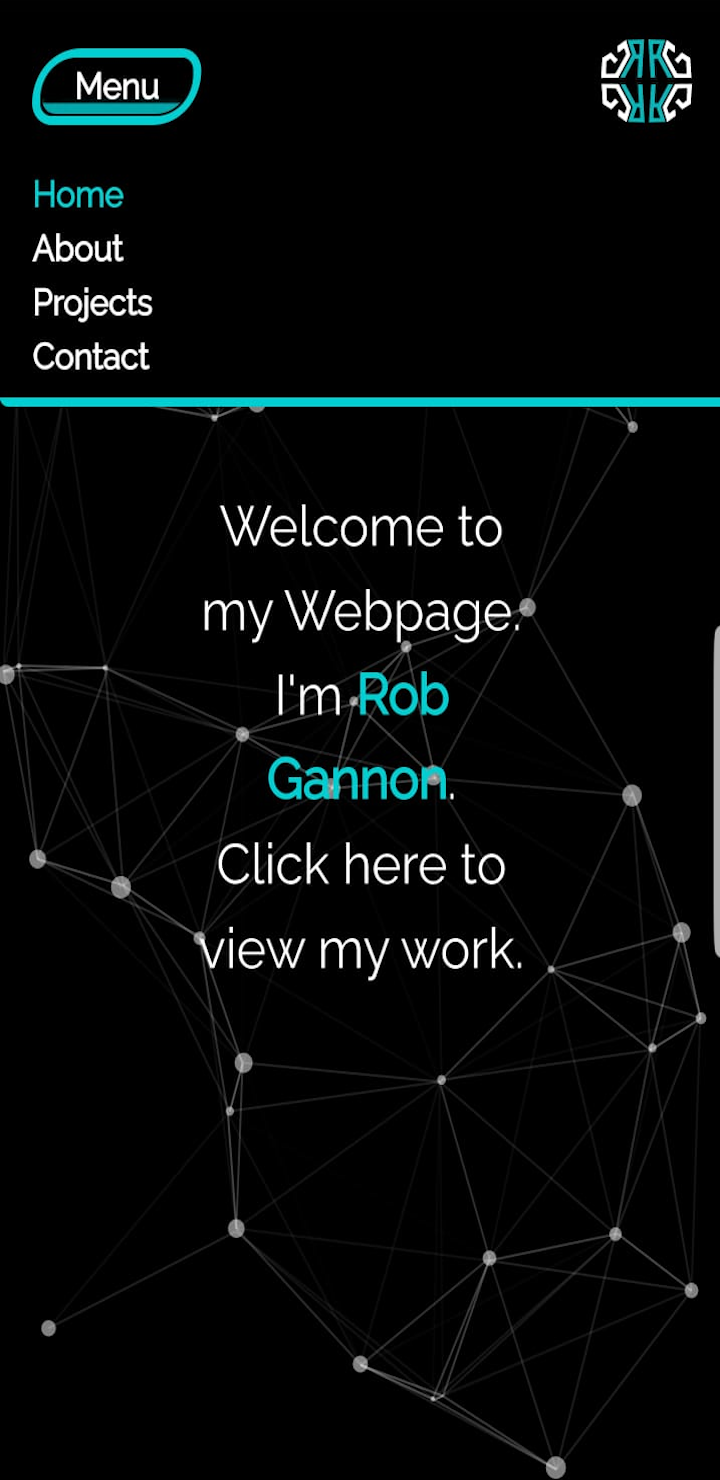 Menu
Home
About
Projects
Contact
Welcome to
my Webpage.
I'm Rob
Gannon.
Click here to
view my work.